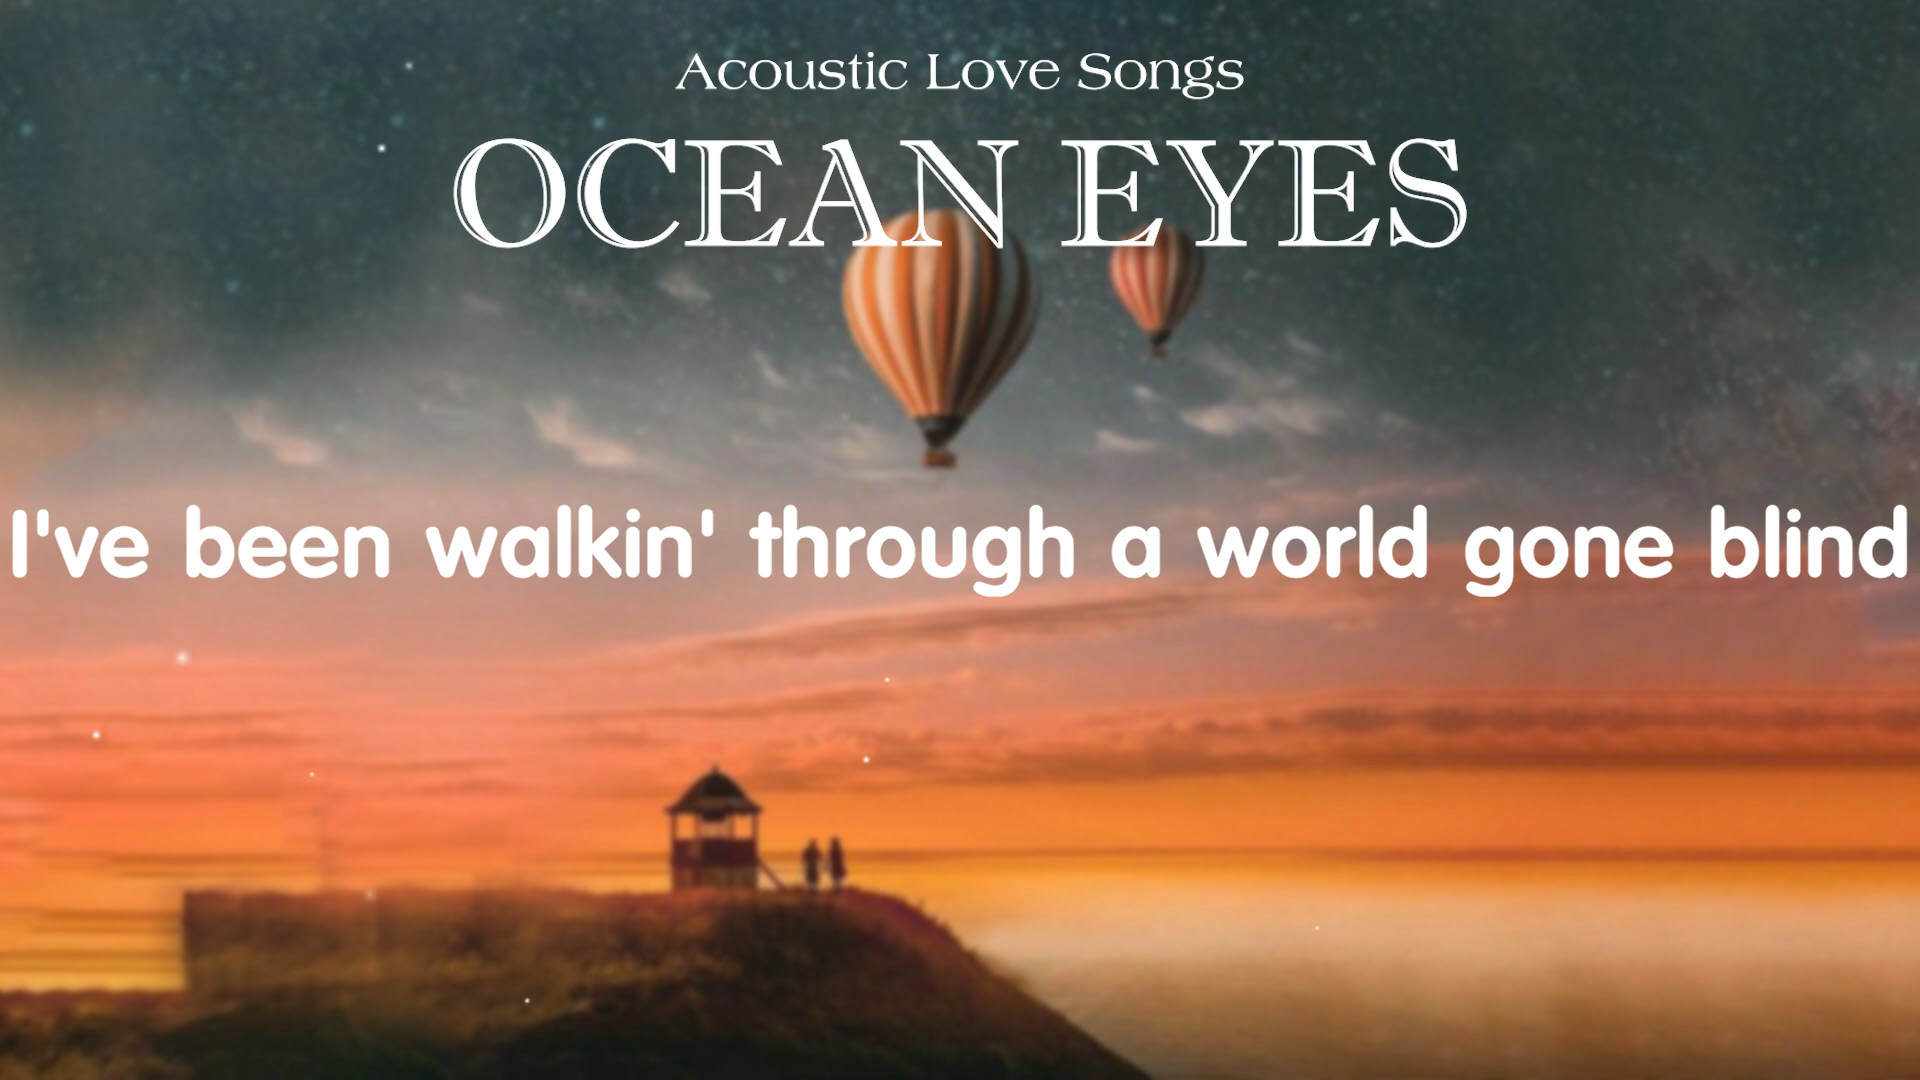 Acoustic Love Songs
OCEAN EYES
I've been walkin' through a world gone blind